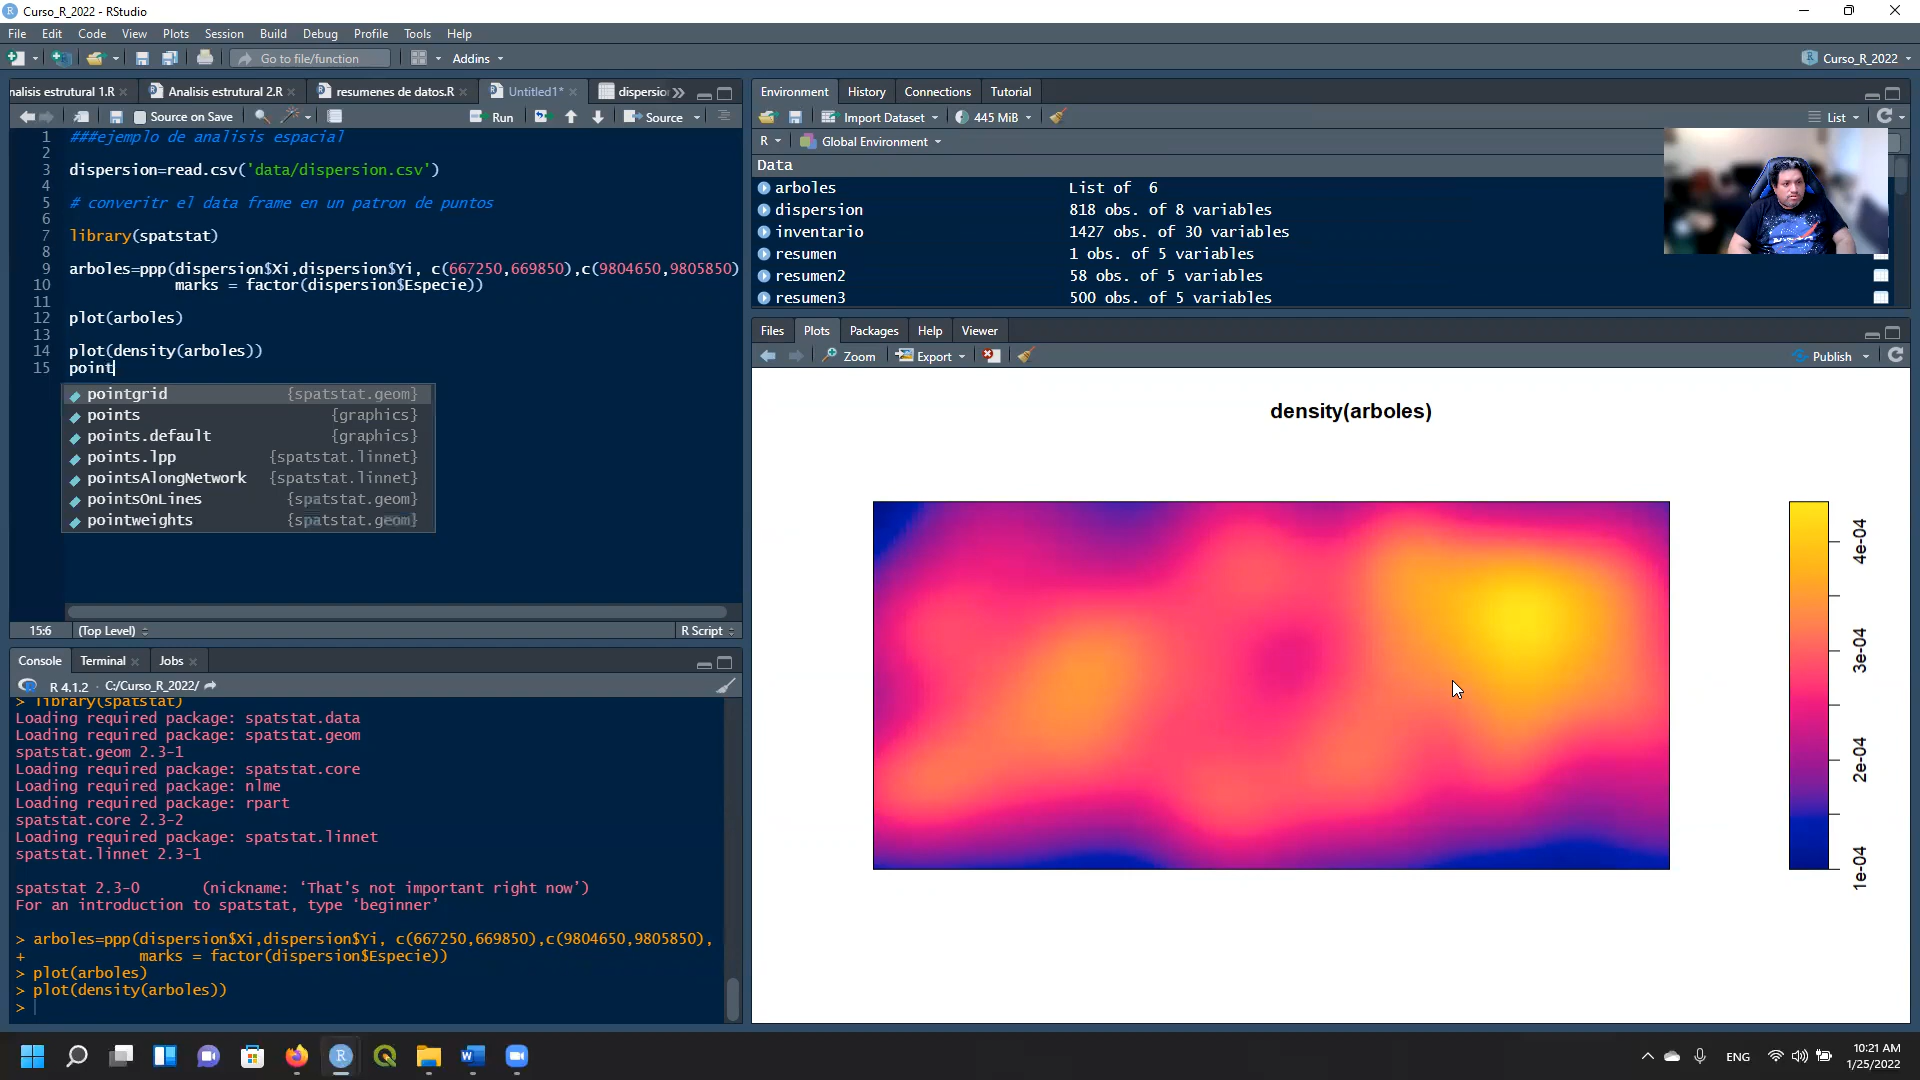 Curso_R_2022 - RStudio
File Edit Code View Plots Session Build Debug Profile Tools Help
Go to file/function Addins Curso_R_2022
nalisis estrutural 1.R Analisis estrutural 2.R resumenes de datos.R Untitled1* dispersion
Source on Save Run Source
1 ###ejemplo de analisis espacial
2
3 dispersion=read.csv('data/dispersion.csv')
4
5 # converitr el data frame en un patron de puntos
6
7 library(spatstat)
8
9 arboles=ppp(dispersion$Xi,dispersion$Yi, c(667250,669850),c(9804650,9805850)
10 marks = factor(dispersion$Especie))
11
12 plot(arboles)
13
14 plot(density(arboles))
15 point
pointgrid {spatstat.geom}
points {graphics}
points.default {graphics}
points.lpp {spatstat.linnet}
pointsAlongNetwork {spatstat.linnet}
pointsOnLines {spatstat.geom}
pointweights {spatstat.geom}
15:6 (Top Level) R Script
Console Terminal Jobs
R 4.1.2 · C:/Curso_R_2022/
> library(spatstat)
Loading required package: spatstat.data
Loading required package: spatstat.geom
spatstat.geom 2.3-1
Loading required package: spatstat.core
Loading required package: nlme
Loading required package: rpart
spatstat.core 2.3-2
Loading required package: spatstat.linnet
spatstat.linnet 2.3-1
spatstat 2.3-0 (nickname: ‘That's not important right now’)
For an introduction to spatstat, type ‘beginner’
> arboles=ppp(dispersion$Xi,dispersion$Yi, c(667250,669850),c(9804650,9805850),
+ marks = factor(dispersion$Especie))
> plot(arboles)
> plot(density(arboles))
>
Environment History Connections Tutorial
Import Dataset 445 MiB List
R Global Environment
Data
arboles List of 6
dispersion 818 obs. of 8 variables
inventario 1427 obs. of 30 variables
resumen 1 obs. of 5 variables
resumen2 58 obs. of 5 variables
resumen3 500 obs. of 5 variables
Files Plots Packages Help Viewer
Zoom Export Publish
density(arboles)
4e-04
3e-04
2e-04
1e-04
ENG
10:21 AM
1/25/2022